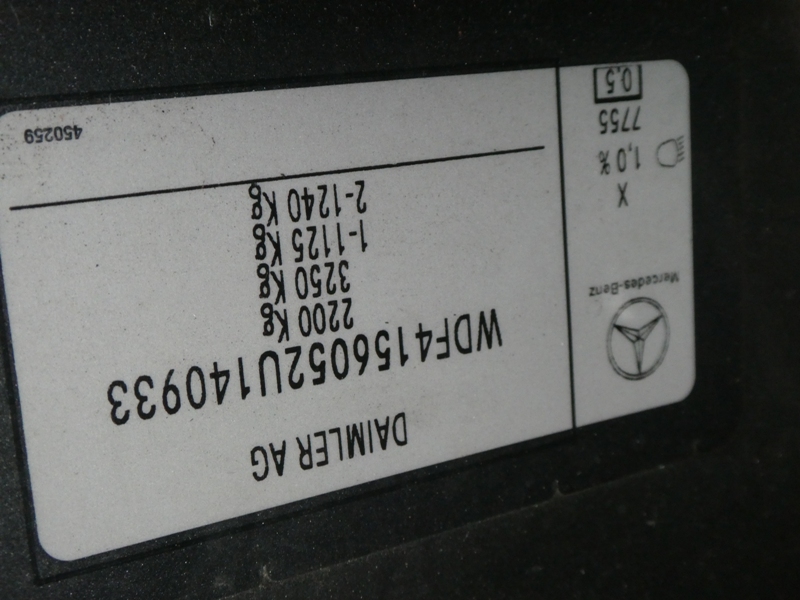 DAIMLER AG
WDF4156052U140933
2200 Kg
3250 Kg
1-1125 Kg
2-1240 Kg
450259
Mercedes-Benz
X
1,0 %
7755
0,5